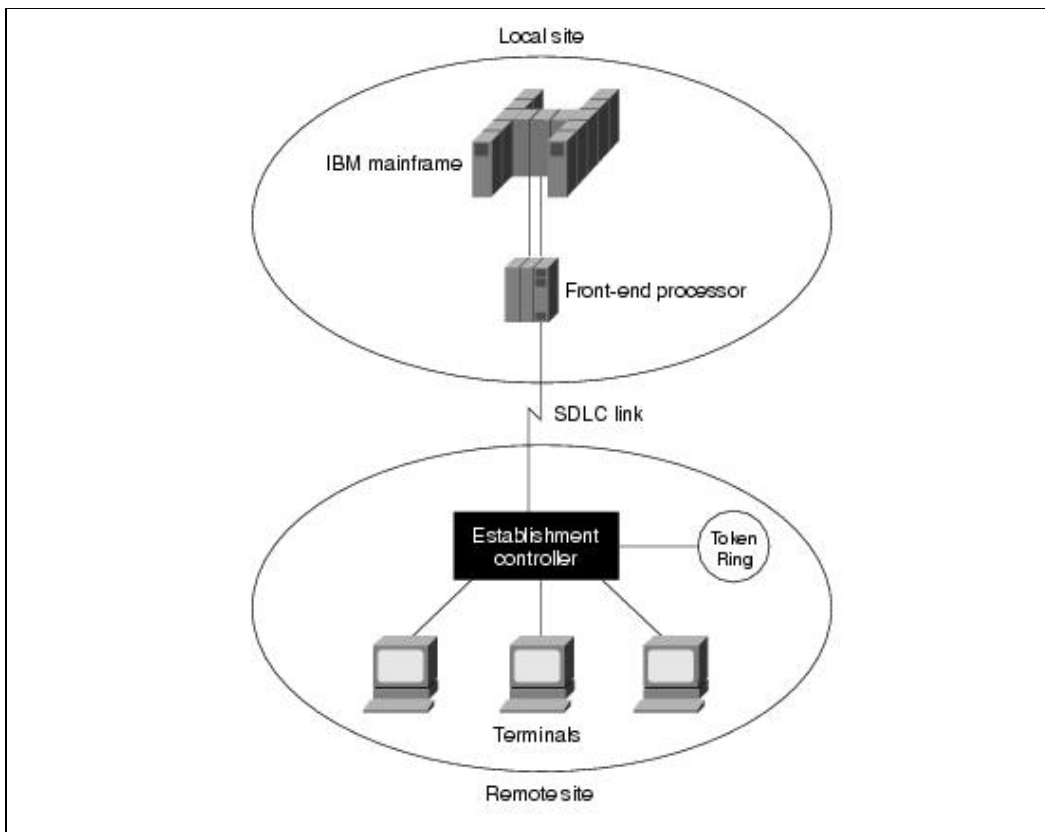 Local site
IBM mainframe
Front-end processor
SDLC link
Establishment
controller
Token
Ring
Terminals
Remote site